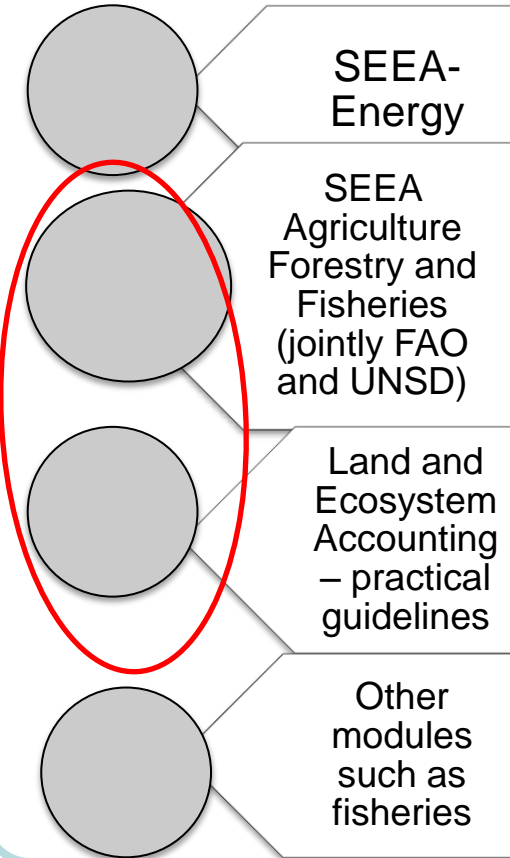 SEEA-
Energy
SEEA
Agriculture
Forestry and
Fisheries
(jointly FAO
and UNSD)
Land and
Ecosystem
Accounting
– practical
guidelines
Other
modules
such as
fisheries